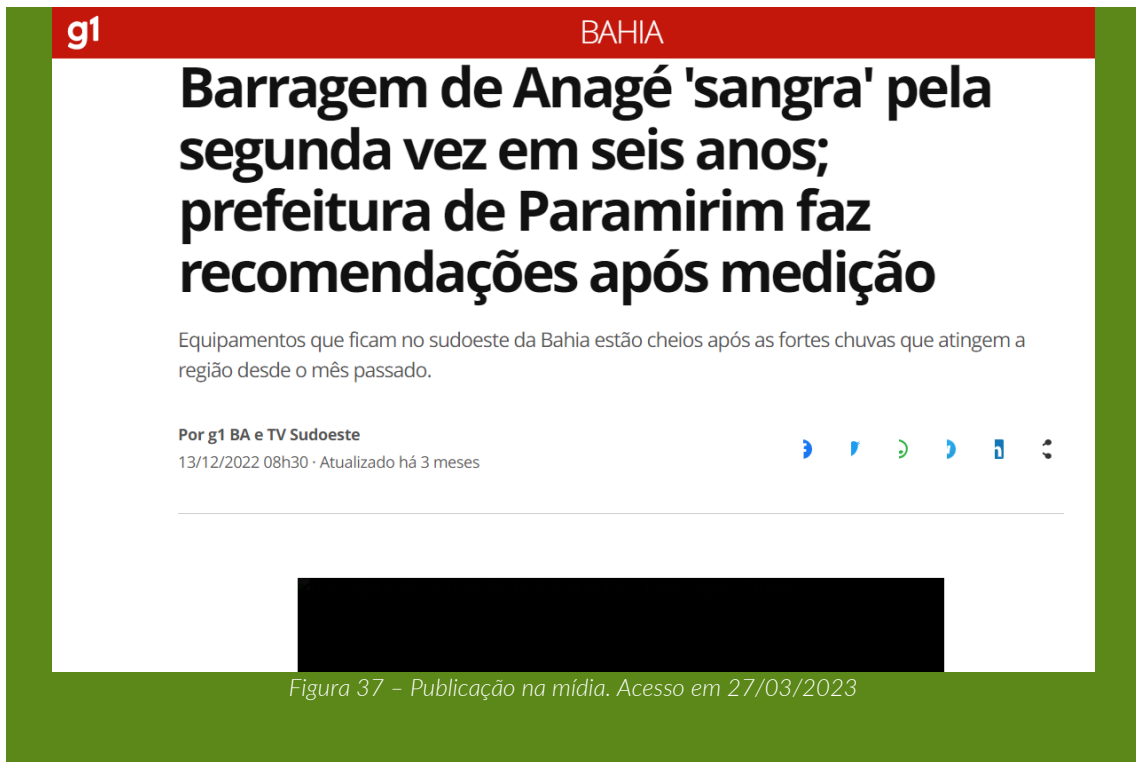 g1
BAHIA
Barragem de Anagé 'sangra' pela
segunda vez em seis anos;
prefeitura de Paramirim faz
recomendações após medição
Equipamentos que ficam no sudoeste da Bahia estão cheios após as fortes chuvas que atingem a
região desde o mês passado.
Por g1 BA e TV Sudoeste
13/12/2022 08h30 · Atualizado há 3 meses
Figura 37 – Publicação na mídia. Acesso em 27/03/2023